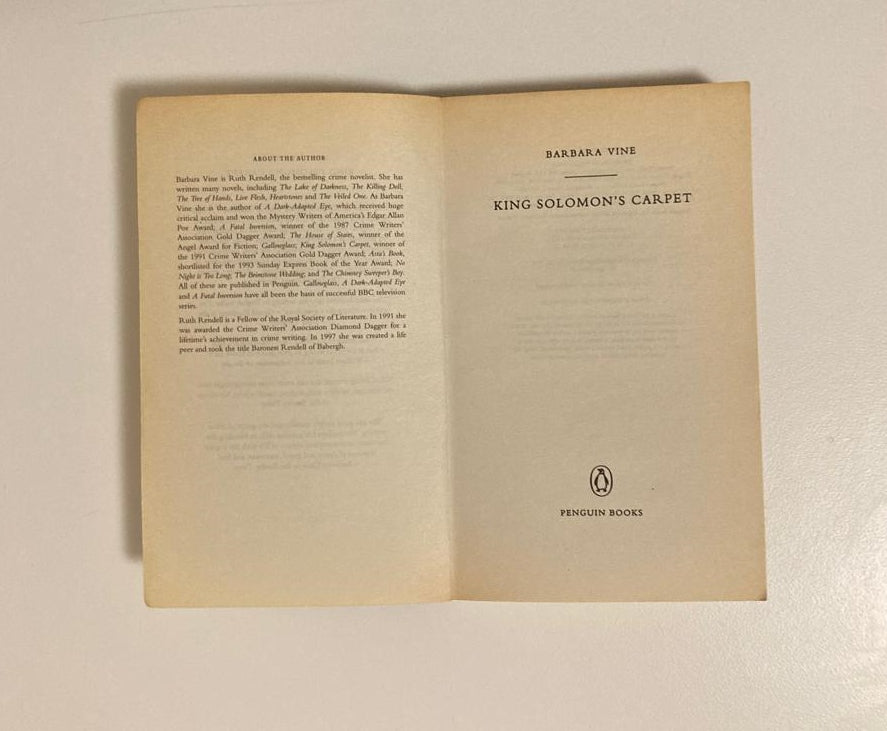 ABOUT THE AUTHOR
Barbara Vine is Ruth Rendell, the bestselling crime novelist. She has
written many novels, including The Lake of Darkness, The Killing Doll,
The Tree of Hands, Live Flesh, Heartstones and The Veiled One. As Barbara
Vine she is the author of A Dark-Adapted Eye, which received huge
critical acclaim and won the Mystery Writers of America's Edgar Allan
Poe Award; A Fatal Inversion, winner of the 1987 Crime Writers'
Association Gold Dagger Award; The House of Stairs, winner of the
Angel Award for Fiction; Gallowglass; King Solomon's Carpet, winner of
the 1991 Crime Writers' Association Gold Dagger Award; Asta's Book,
shortlisted for the 1993 Sunday Express Book of the Year Award; No
Night is Too Long; The Brimstone Wedding; and The Chimney Sweeper's Boy.
All of these are published in Penguin. Gallowglass, A Dark-Adapted Eye
and A Fatal Inversion have all been the basis of successful BBC television
series.
Ruth Rendell is a Fellow of the Royal Society of Literature. In 1991 she
was awarded the Crime Writers' Association Diamond Dagger for a
lifetime's achievement in crime writing. In 1997 she was created a life
peer and took the title Baroness Rendell of Babergh.
BARBARA VINE
KING SOLOMON'S CARPET
PENGUIN BOOKS